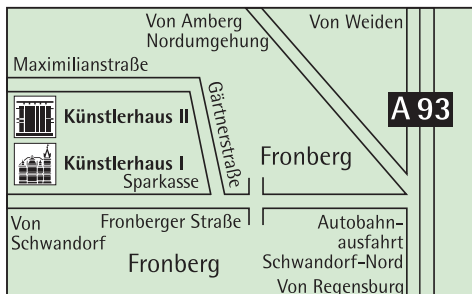 Von Amberg
Nordumgehung
Von Weiden
Maximilianstraße
Gärtnerstraße
A 93
Künstlerhaus II
Künstlerhaus I
Sparkasse
Fronberg
Von
Schwandorf
Fronberger Straße
Fronberg
Autobahn-
ausfahrt
Schwandorf-Nord
Von Regensburg